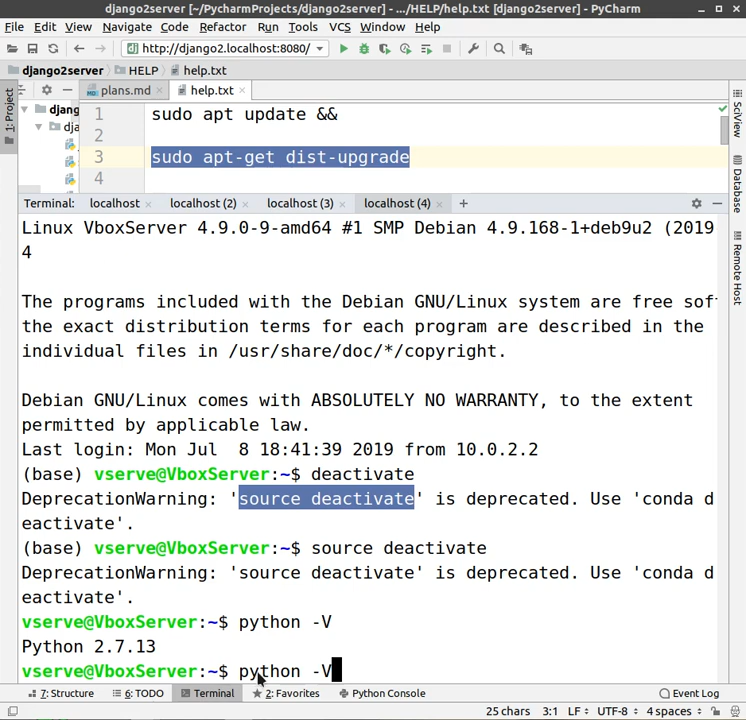 django2server [~/PycharmProjects/django2server] - .../HELP/help.txt [django2server] - PyCharm
File Edit View Navigate Code Refactor Run Tools VCS Window Help
http://django2.localhost:8080/
django2server HELP help.txt
plans.md help.txt
1: Project
djang
dja
1 sudo apt update &&
2
3 sudo apt-get dist-upgrade
4
SciView
Database
Remote Host
Terminal: localhost localhost (2) localhost (3) localhost (4)
Linux VboxServer 4.9.0-9-amd64 #1 SMP Debian 4.9.168-1+deb9u2 (2019
4
The programs included with the Debian GNU/Linux system are free sof
the exact distribution terms for each program are described in the
individual files in /usr/share/doc/*/copyright.
Debian GNU/Linux comes with ABSOLUTELY NO WARRANTY, to the extent
permitted by applicable law.
Last login: Mon Jul  8 18:41:39 2019 from 10.0.2.2
(base) vserve@VboxServer:~$ deactivate
DeprecationWarning: 'source deactivate' is deprecated. Use 'conda d
eactivate'.
(base) vserve@VboxServer:~$ source deactivate
DeprecationWarning: 'source deactivate' is deprecated. Use 'conda d
eactivate'.
vserve@VboxServer:~$ python -V
Python 2.7.13
vserve@VboxServer:~$ python -V
7: Structure 6: TODO Terminal 2: Favorites Python Console Event Log
25 chars 3:1 LF UTF-8 4 spaces